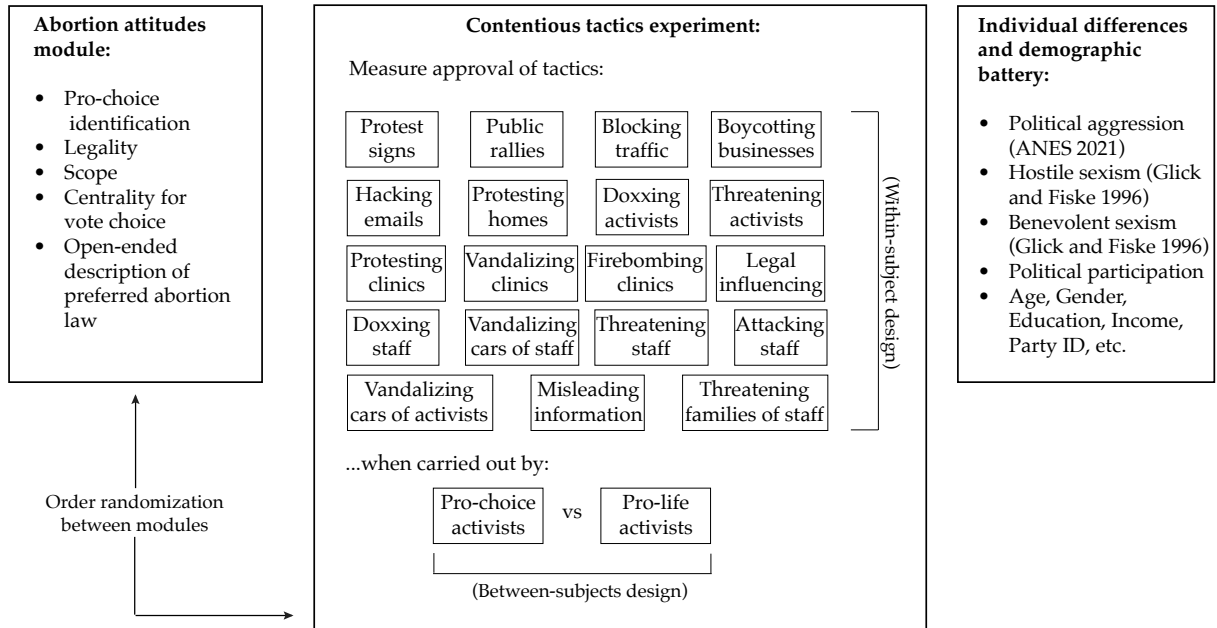 Abortion attitudes
module:
• Pro-choice
identification
• Legality
• Scope
• Centrality for
vote choice
• Open-ended
description of
preferred abortion
law
Order randomization
between modules
Contentious tactics experiment:
Measure approval of tactics:
Protest
signs
Public
rallies
Blocking
traffic
Boycotting
businesses
Hacking
emails
Protesting
homes
Doxxing
activists
Threatening
activists
Protesting
clinics
Vandalizing
clinics
Firebombing
clinics
Legal
influencing
Doxxing
staff
Vandalizing
cars of staff
Threatening
staff
Attacking
staff
Vandalizing
cars of activists
Misleading
information
Threatening
families of staff
(Within-subject design)
...when carried out by:
Pro-choice
activists
vs
Pro-life
activists
(Between-subjects design)
Individual differences
and demographic
battery:
• Political aggression
(ANES 2021)
• Hostile sexism (Glick
and Fiske 1996)
• Benevolent sexism
(Glick and Fiske 1996)
• Political participation
• Age, Gender,
Education, Income,
Party ID, etc.